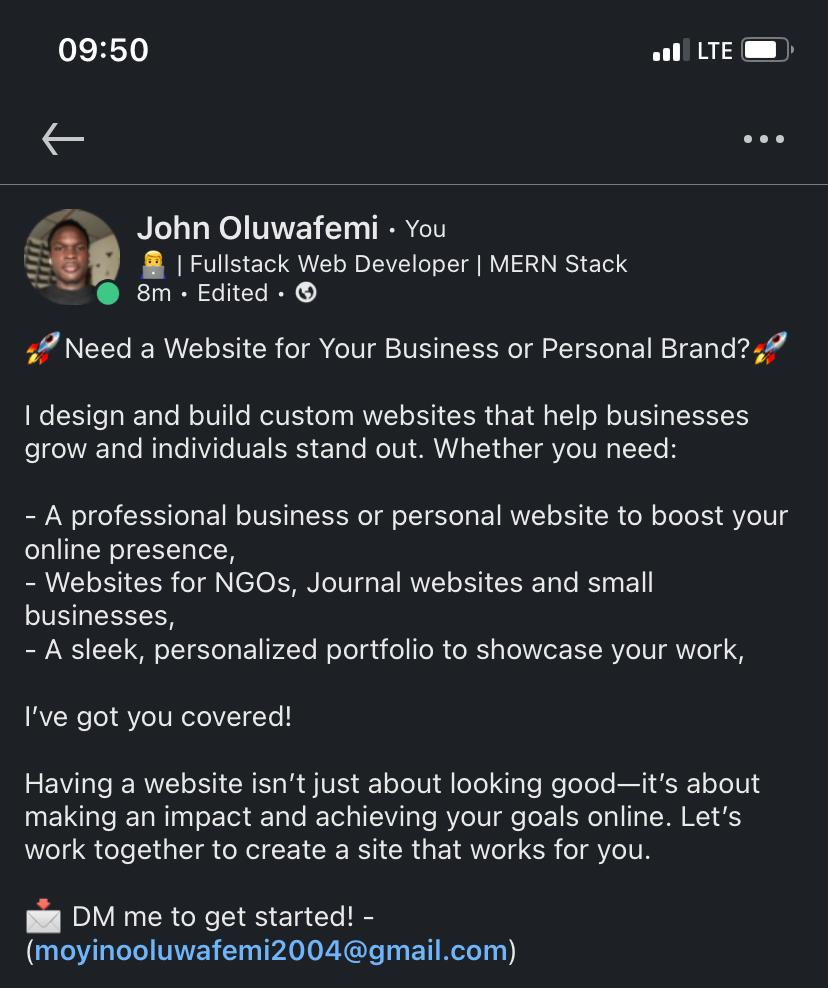 09:50
LTE
John Oluwafemi • You
👨‍💻 | Fullstack Web Developer | MERN Stack
8m • Edited •
🚀Need a Website for Your Business or Personal Brand?🚀
I design and build custom websites that help businesses
grow and individuals stand out. Whether you need:
- A professional business or personal website to boost your
online presence,
- Websites for NGOs, Journal websites and small
businesses,
- A sleek, personalized portfolio to showcase your work,
I’ve got you covered!
Having a website isn’t just about looking good—it’s about
making an impact and achieving your goals online. Let’s
work together to create a site that works for you.
📩 DM me to get started! -
(moyinooluwafemi2004@gmail.com)